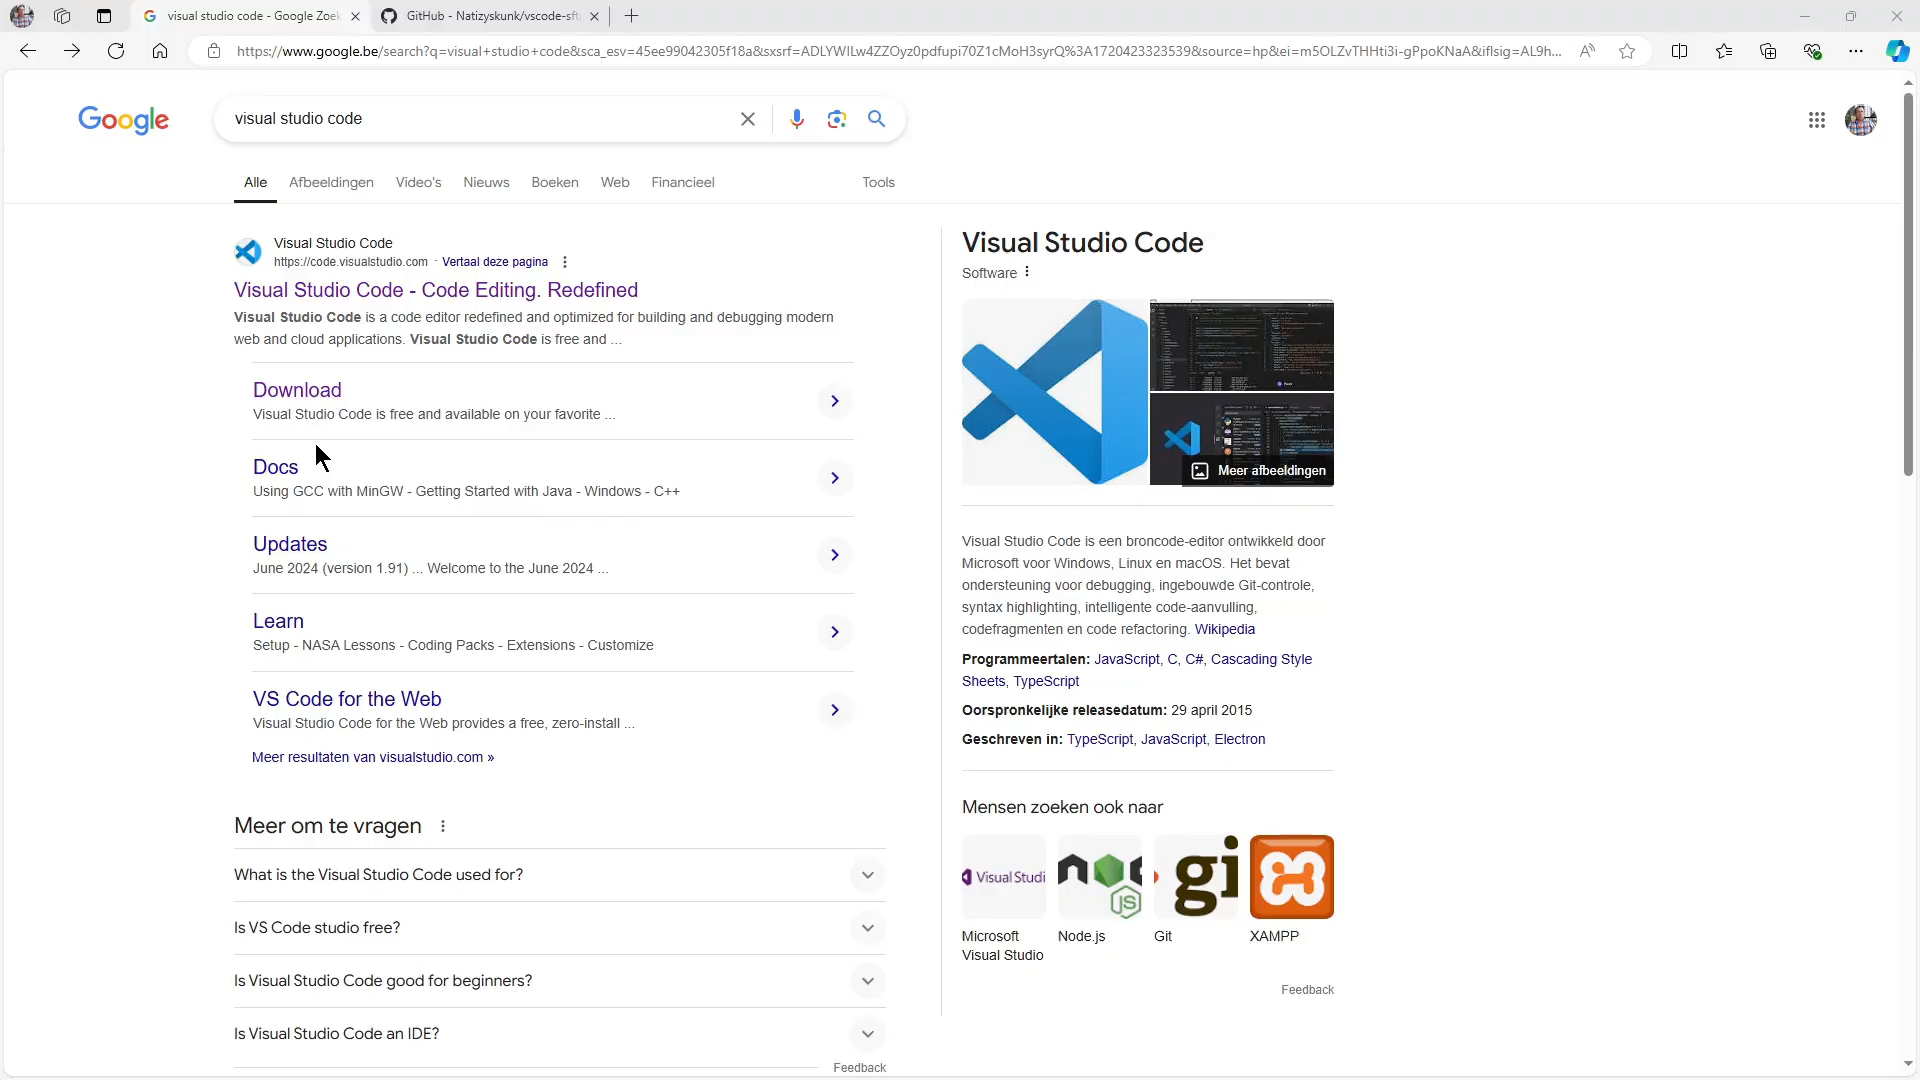 visual studio code - Google Zoek
GitHub - Natizyskunk/vscode-sft
https://www.google.be/search?q=visual+studio+code&sca_esv=45ee99042305f18a&sxsrf=ADLYWILw4ZZOyz0pdfupi70Z1cMoH3syrQ%3A1720423323539&source=hp&ei=m5OLZvTHHti3i-gPpoKNaA&iflsig=AL9h...
Google
visual studio code
Alle Afbeeldingen Video's Nieuws Boeken Web Financieel Tools
Visual Studio Code
https://code.visualstudio.com · Vertaal deze pagina
Visual Studio Code - Code Editing. Redefined
Visual Studio Code is a code editor redefined and optimized for building and debugging modern
web and cloud applications. Visual Studio Code is free and ...
Download
Visual Studio Code is free and available on your favorite ...
Docs
Using GCC with MinGW - Getting Started with Java - Windows - C++
Updates
June 2024 (version 1.91) ... Welcome to the June 2024 ...
Learn
Setup - NASA Lessons - Coding Packs - Extensions - Customize
VS Code for the Web
Visual Studio Code for the Web provides a free, zero-install ...
Meer resultaten van visualstudio.com »
Meer om te vragen
What is the Visual Studio Code used for?
Is VS Code studio free?
Is Visual Studio Code good for beginners?
Is Visual Studio Code an IDE?
Feedback
Visual Studio Code
Software
Meer afbeeldingen
Visual Studio Code is een broncode-editor ontwikkeld door
Microsoft voor Windows, Linux en macOS. Het bevat
ondersteuning voor debugging, ingebouwde Git-controle,
syntax highlighting, intelligente code-aanvulling,
codefragmenten en code refactoring. Wikipedia
Programmeertalen: JavaScript, C, C#, Cascading Style
Sheets, TypeScript
Oorspronkelijke releasedatum: 29 april 2015
Geschreven in: TypeScript, JavaScript, Electron
Mensen zoeken ook naar
Visual Studi
gi
JS
Microsoft
Visual Studio
Node.js
Git
XAMPP
Feedback